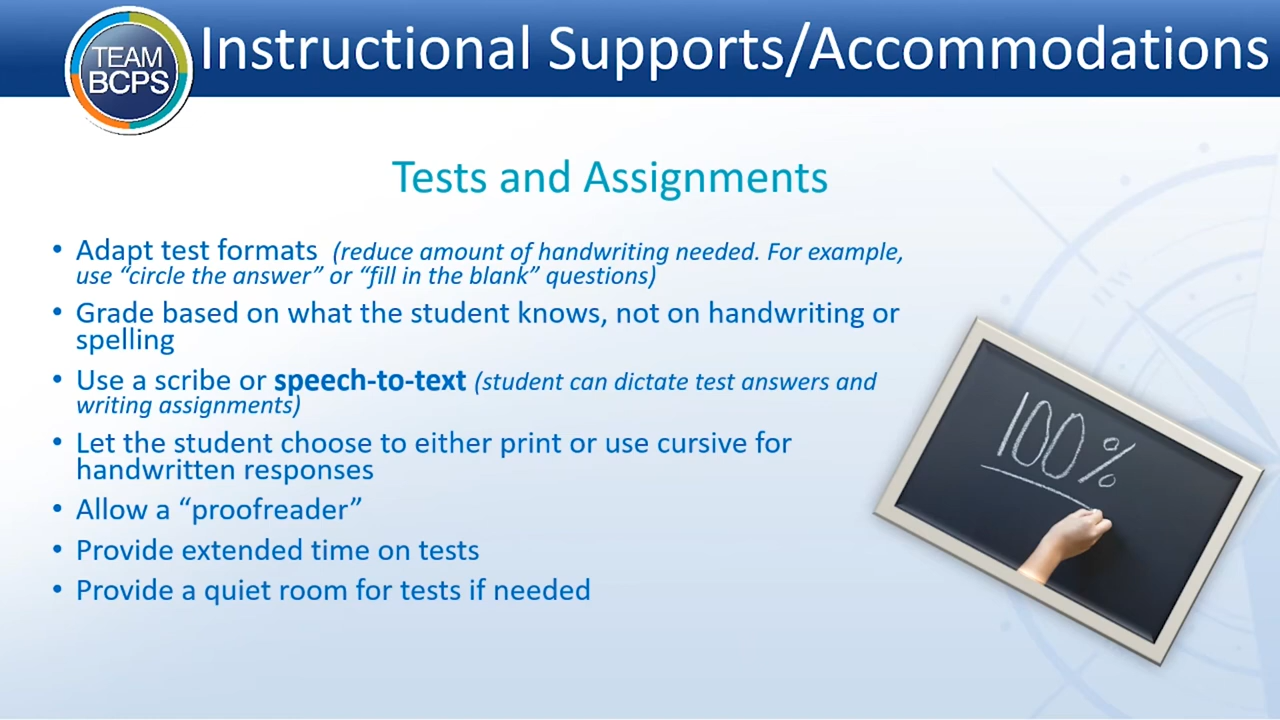 TEAM
BCPS
Instructional Supports/Accommodations
Tests and Assignments
• Adapt test formats (reduce amount of handwriting needed. For example,
use “circle the answer” or “fill in the blank” questions)
• Grade based on what the student knows, not on handwriting or
spelling
• Use a scribe or speech-to-text (student can dictate test answers and
writing assignments)
• Let the student choose to either print or use cursive for
handwritten responses
• Allow a “proofreader”
• Provide extended time on tests
• Provide a quiet room for tests if needed
100%
NW